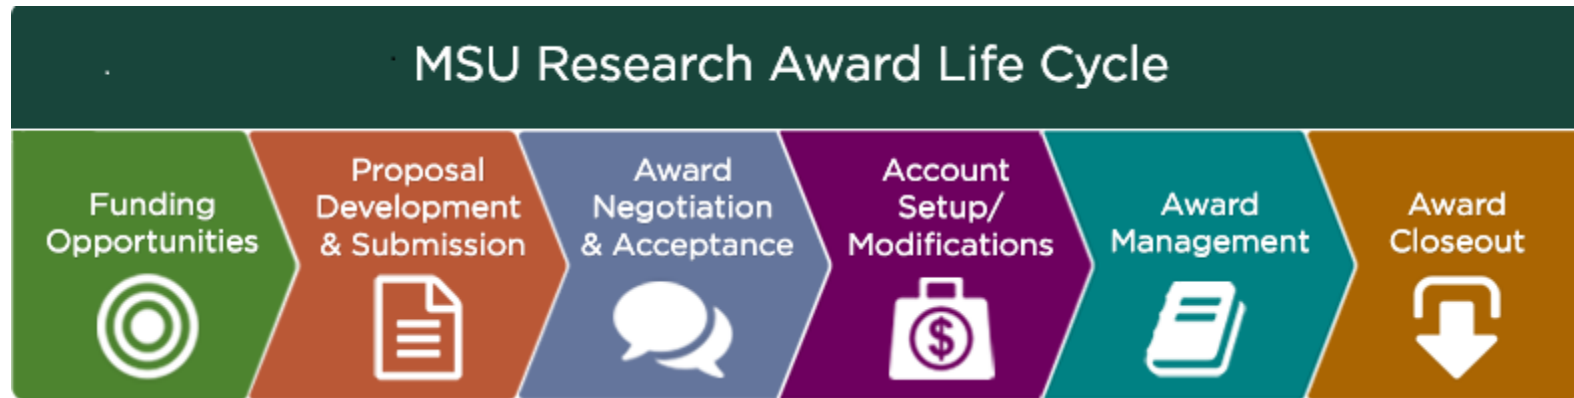 MSU Research Award Life Cycle
Funding
Opportunities
Proposal
Development
& Submission
Award
Negotiation
& Acceptance
Account
Setup/
Modifications
$
Award
Management
Award
Closeout